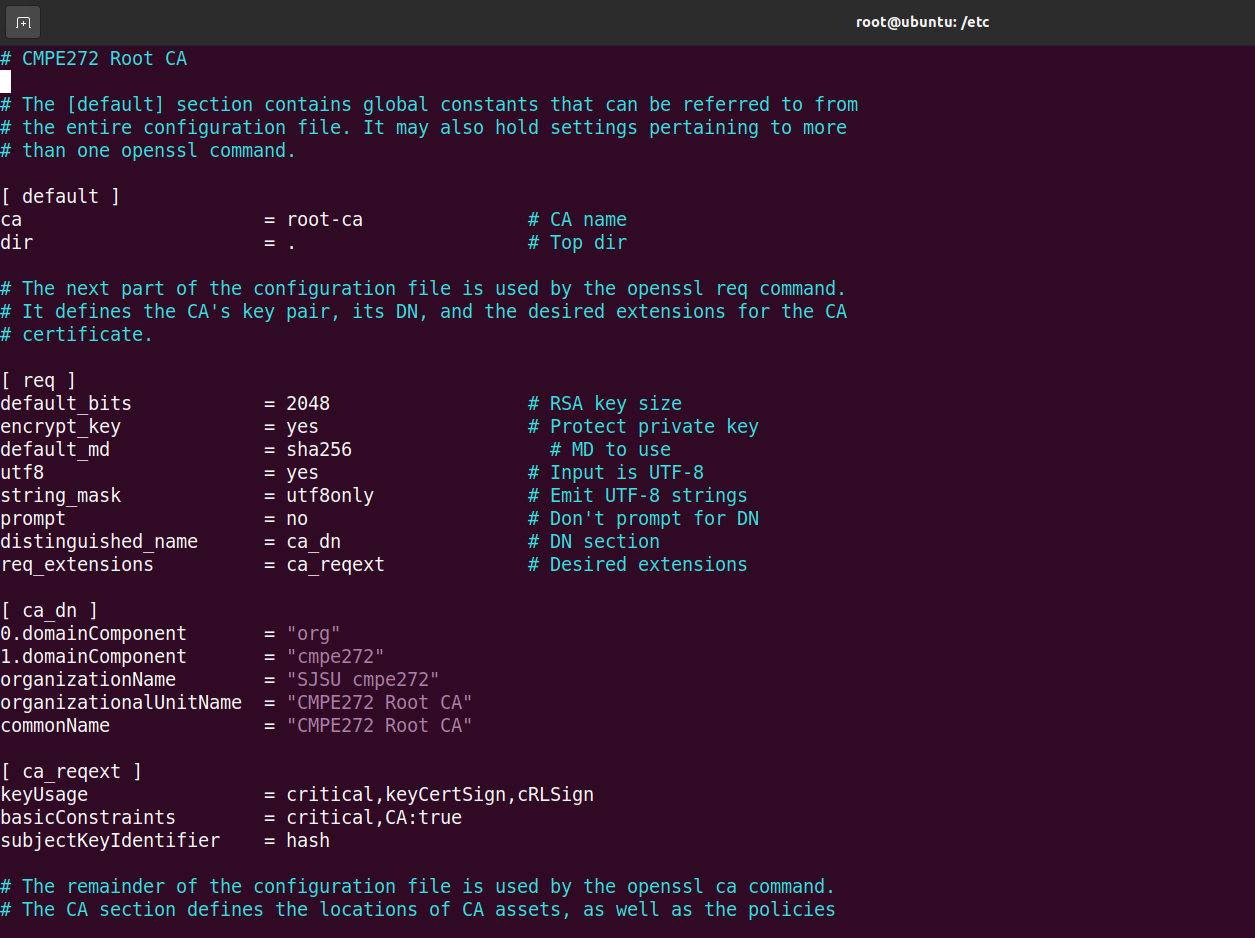 root@ubuntu: /etc
# CMPE272 Root CA
# The [default] section contains global constants that can be referred to from
# the entire configuration file. It may also hold settings pertaining to more
# than one openssl command.
[ default ]
ca                      = root-ca               # CA name
dir                     = .                     # Top dir
# The next part of the configuration file is used by the openssl req command.
# It defines the CA's key pair, its DN, and the desired extensions for the CA
# certificate.
[ req ]
default_bits            = 2048                  # RSA key size
encrypt_key             = yes                   # Protect private key
default_md              = sha256                  # MD to use
utf8                    = yes                   # Input is UTF-8
string_mask             = utf8only              # Emit UTF-8 strings
prompt                  = no                    # Don't prompt for DN
distinguished_name      = ca_dn                 # DN section
req_extensions          = ca_reqext             # Desired extensions
[ ca_dn ]
0.domainComponent       = "org"
1.domainComponent       = "cmpe272"
organizationName        = "SJSU cmpe272"
organizationalUnitName  = "CMPE272 Root CA"
commonName              = "CMPE272 Root CA"
[ ca_reqext ]
keyUsage                = critical,keyCertSign,cRLSign
basicConstraints        = critical,CA:true
subjectKeyIdentifier    = hash
# The remainder of the configuration file is used by the openssl ca command.
# The CA section defines the locations of CA assets, as well as the policies